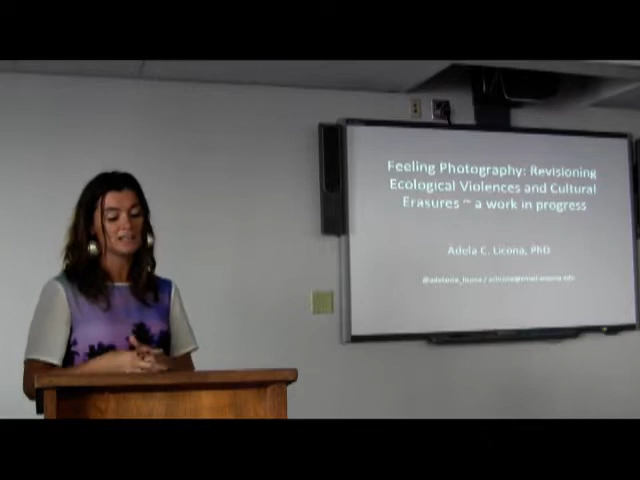 Feeling Photography: Revisioning
Ecological Violences and Cultural
Erasures ~ a work in progress
Adela C. Licona, PhD